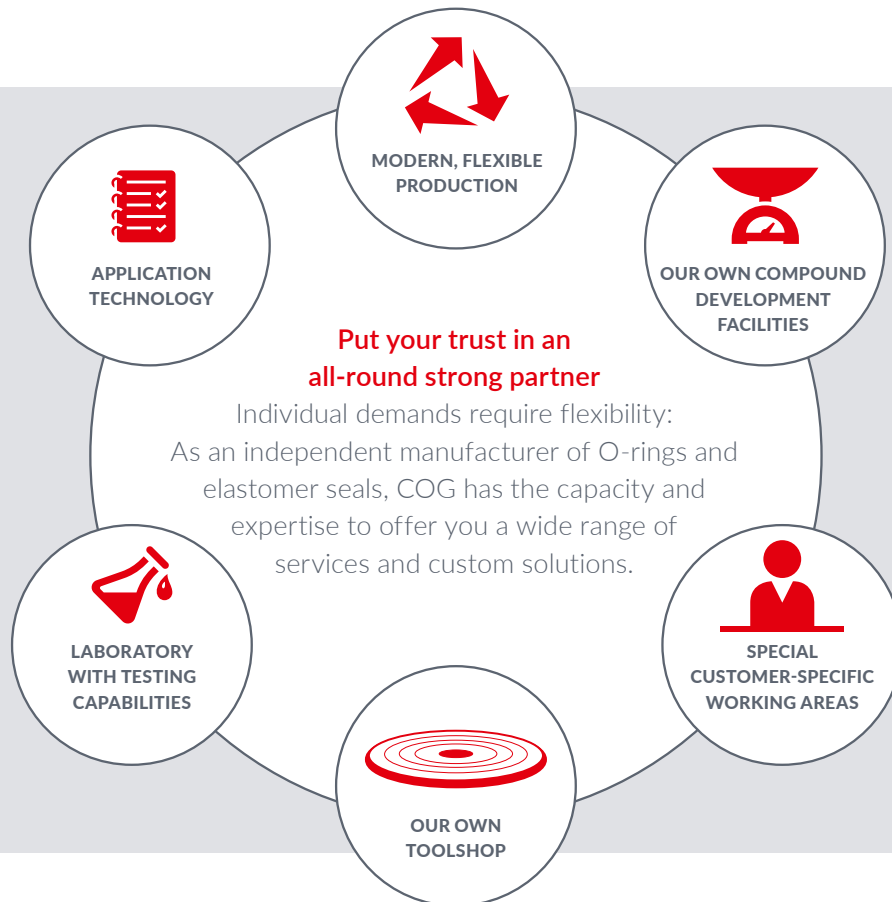 MODERN, FLEXIBLE
PRODUCTION
APPLICATION
TECHNOLOGY
OUR OWN COMPOUND
DEVELOPMENT
FACILITIES
Put your trust in an
all-round strong partner
Individual demands require flexibility:
As an independent manufacturer of O-rings and
elastomer seals, COG has the capacity and
expertise to offer you a wide range of
services and custom solutions.
LABORATORY
WITH TESTING
CAPABILITIES
SPECIAL
CUSTOMER-SPECIFIC
WORKING AREAS
OUR OWN
TOOLSHOP